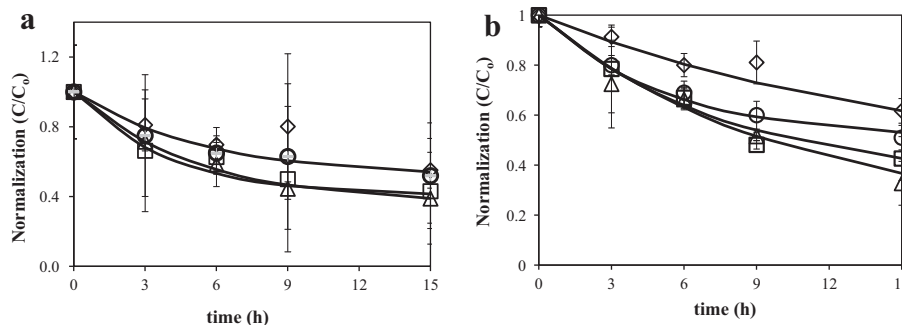 a
Normalization (C/C₀)
1.2
0.8
0.4
0.0
0 3 6 9 12 15
time (h)
b
Normalization ((C/C₀)
1
0.8
0.6
0.4
0.2
0
0 3 6 9 12
time (h)